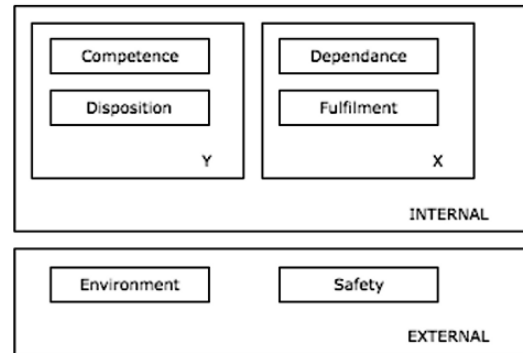 Competence
Dependance
Disposition
Fulfilment
Y
X
INTERNAL
Environment
Safety
EXTERNAL